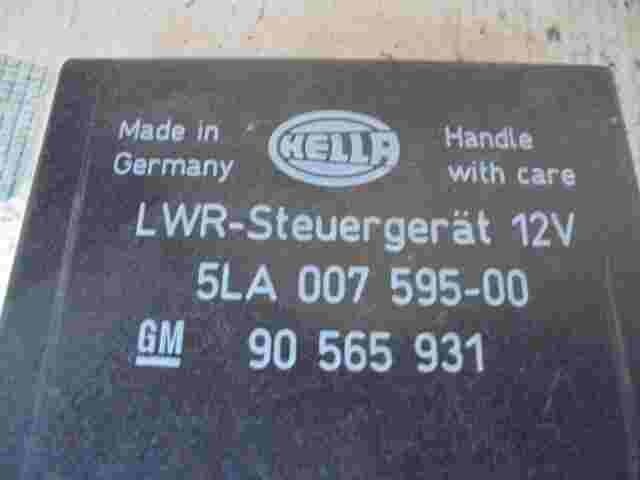 Made in
Germany
HELLA
Handle
with care
LWR-Steuergerät 12V
5LA 007 595-00
GM 90 565 931